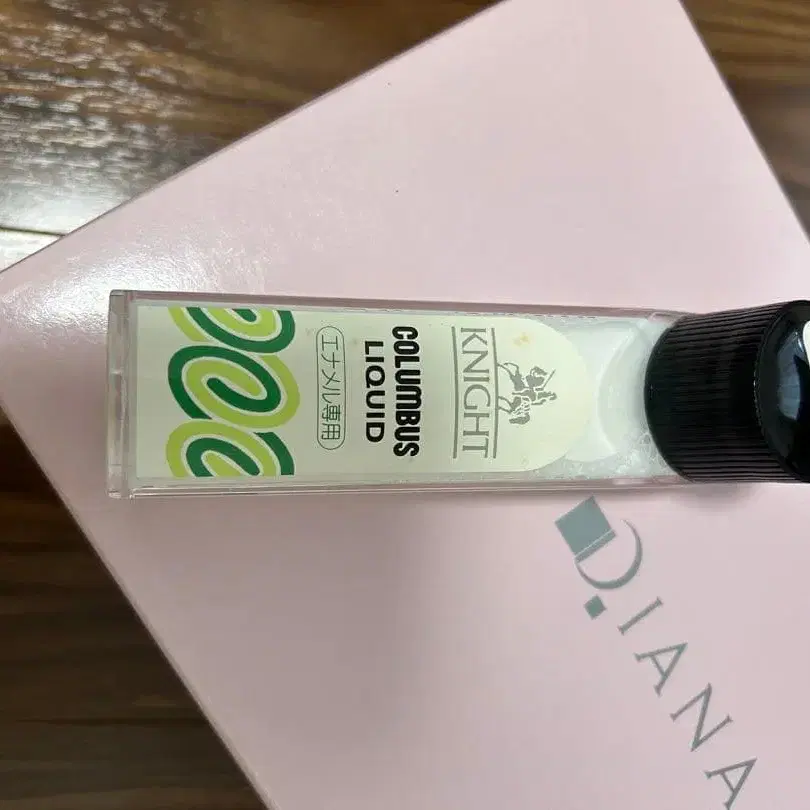 KNIGHT
COLUMBUS
LIQUID
エナメル専用
DIANA